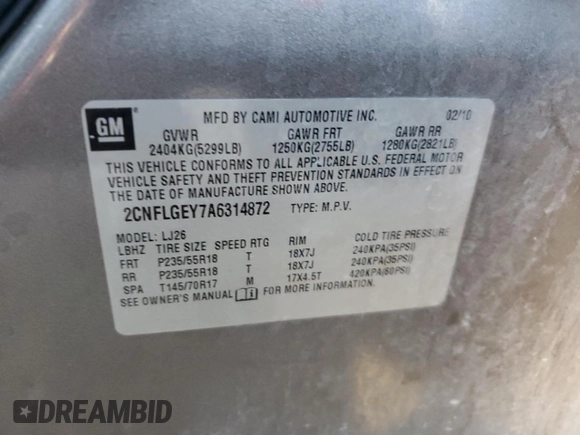 GM
MFD BY CAMI AUTOMOTIVE INC. 02/10
GVWR GAWR FRT GAWR RR
2404KG(5299LB) 1250KG(2755LB) 1280KG(2821LB)
THIS VEHICLE CONFORMS TO ALL APPLICABLE U.S. FEDERAL MOTOR
VEHICLE SAFETY AND THEFT PREVENTION STANDARDS IN EFFECT ON
THE DATE OF MANUFACTURE SHOWN ABOVE.
2CNFLGEY7A6314872 TYPE: M.P.V.
MODEL: LJ26
LBHZ TIRE SIZE SPEED RTG RIM COLD TIRE PRESSURE
FRT P235/55R18 T 18X7J 240KPA(35PSI)
RR P235/55R18 T 18X7J 240KPA(35PSI)
SPA T145/70R17 M 17X4.5T 420KPA(60PSI)
SEE OWNER'S MANUAL FOR MORE INFORMATION
DREAMBID